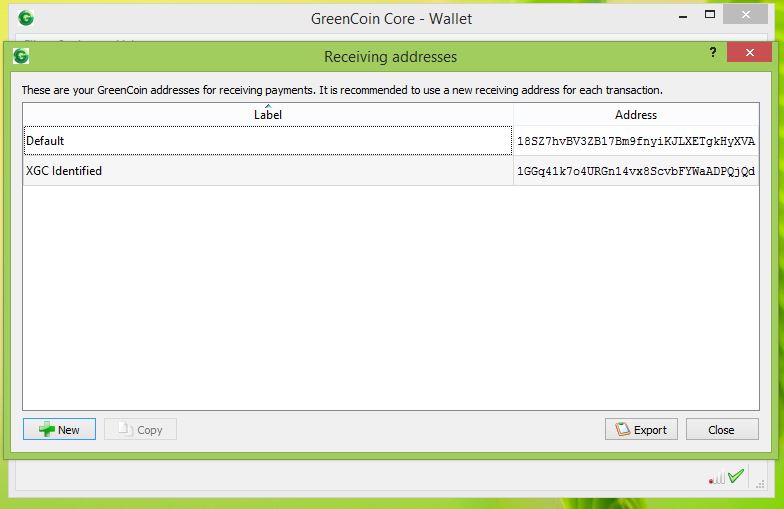 GreenCoin Core - Wallet
Receiving addresses
These are your GreenCoin addresses for receiving payments. It is recommended to use a new receiving address for each transaction.
Label Address
Default 18SZ7hvBV3ZB17Bm9fnyiKJLXETgkHyXVA
XGC Identified 1GGq41k7o4URGn14vx8ScvbFYWaADPQjQd
New Copy Export Close